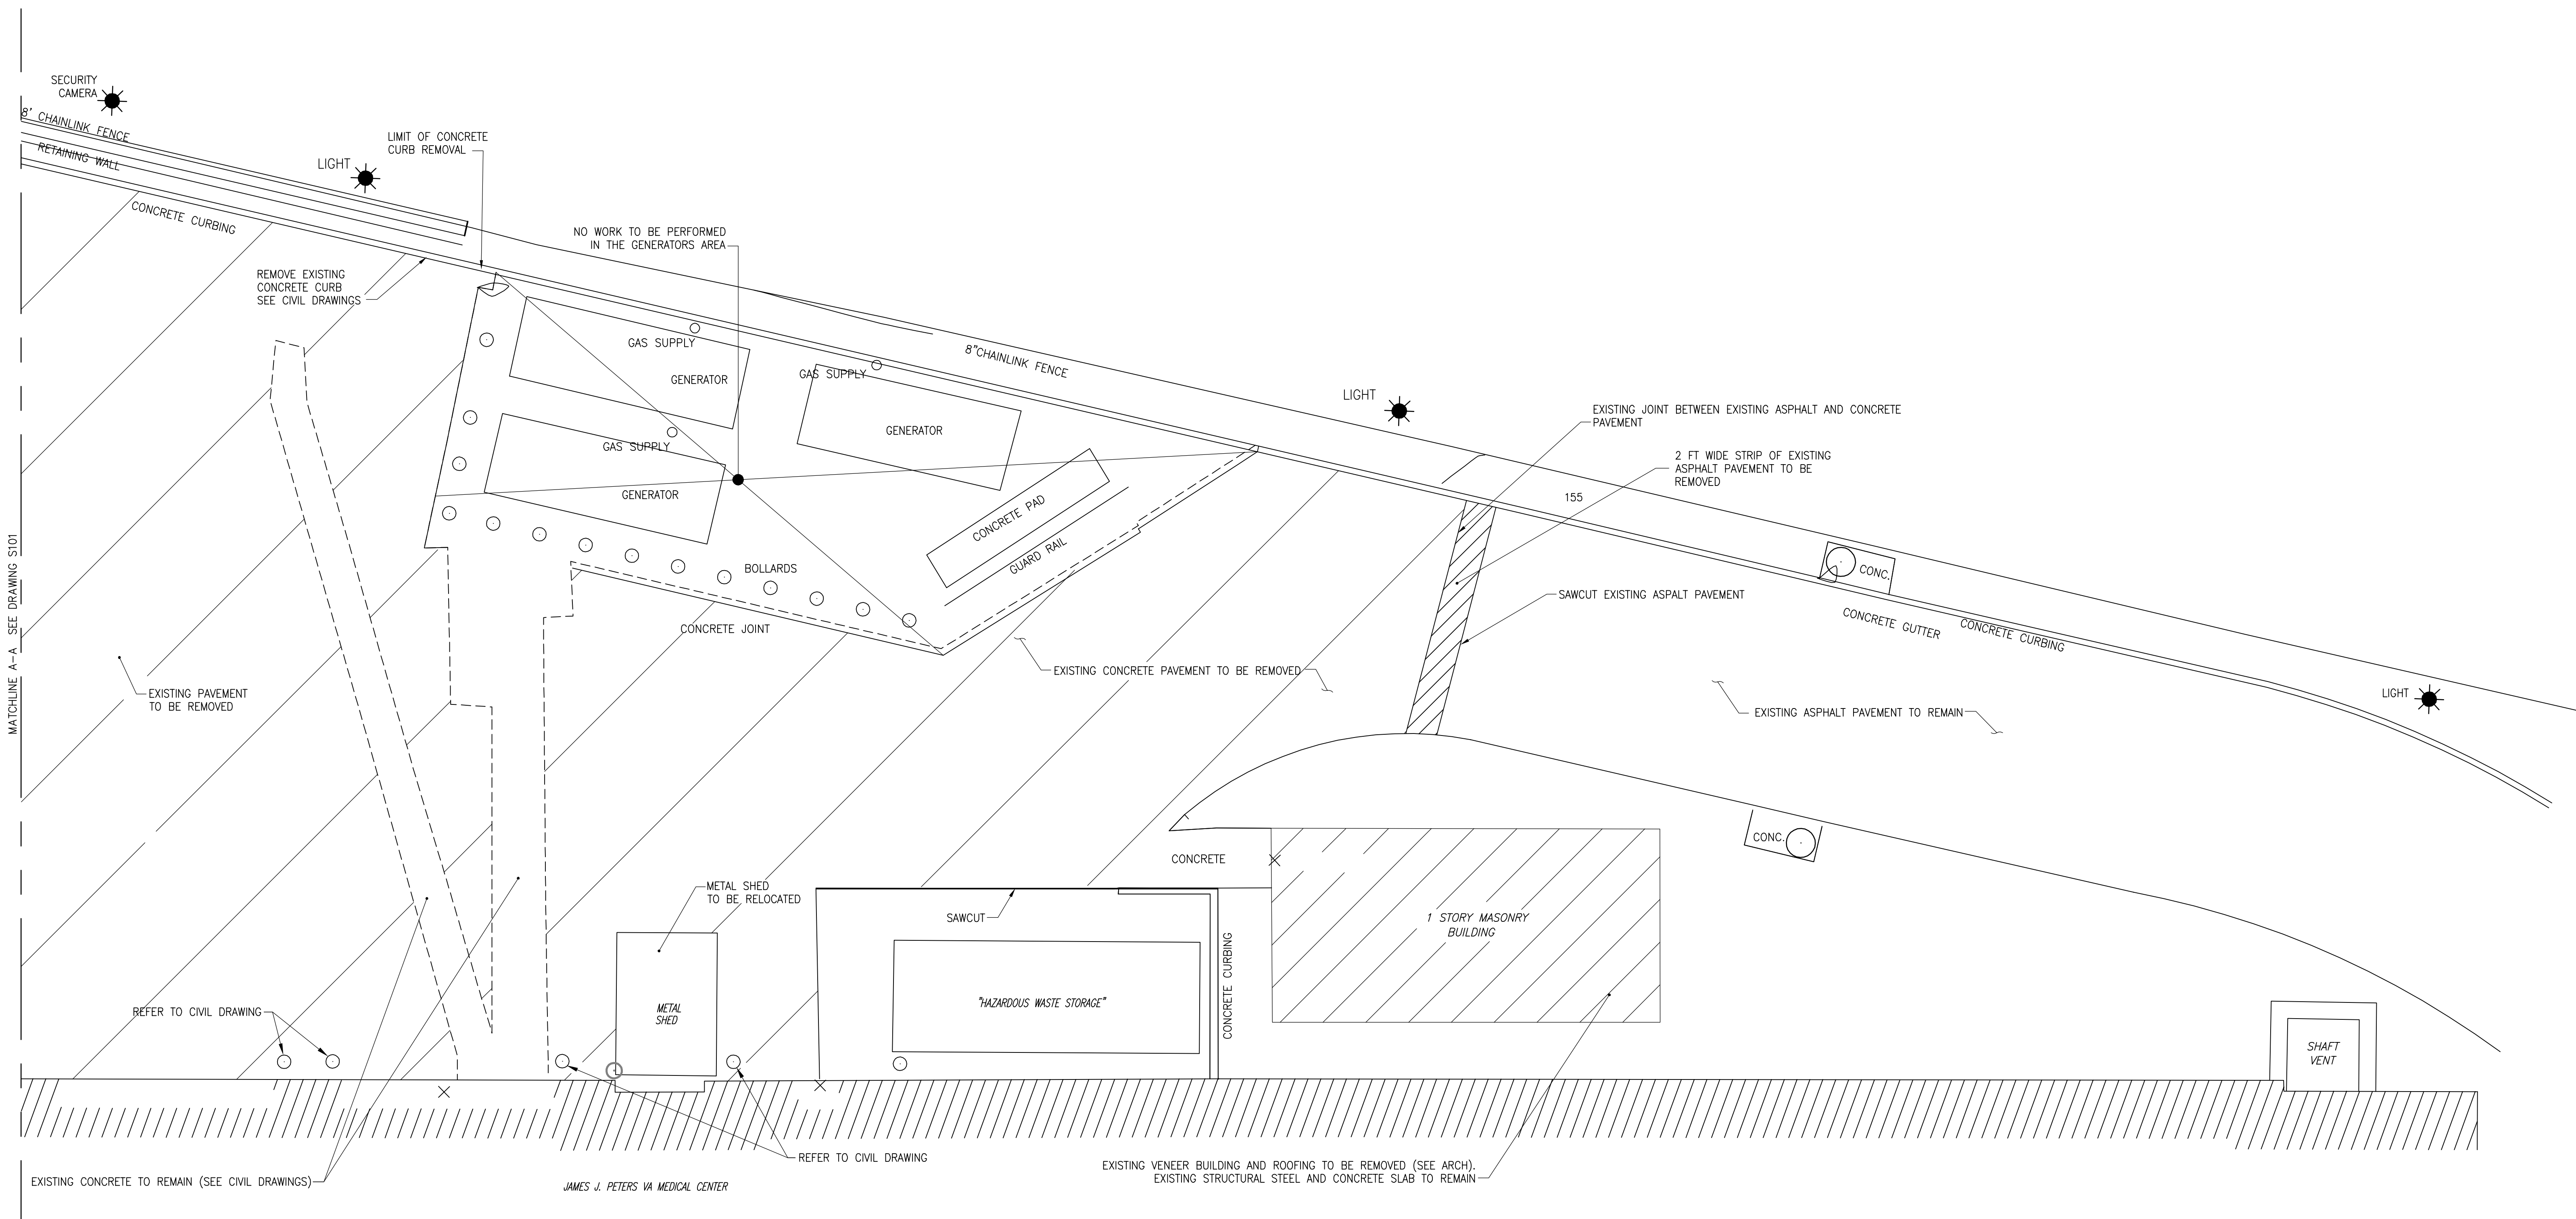 SECURITY
CAMERA
8' CHAINLINK FENCE
RETAINING WALL
LIGHT
LIMIT OF CONCRETE
CURB REMOVAL
CONCRETE CURBING
NO WORK TO BE PERFORMED
IN THE GENERATORS AREA
REMOVE EXISTING
CONCRETE CURB
SEE CIVIL DRAWINGS
GAS SUPPLY
GENERATOR
GAS SUPPLY
GENERATOR
GAS SUPPLY
GENERATOR
8"CHAINLINK FENCE
LIGHT
EXISTING JOINT BETWEEN EXISTING ASPHALT AND CONCRETE
PAVEMENT
2 FT WIDE STRIP OF EXISTING
ASPHALT PAVEMENT TO BE
REMOVED
155
CONCRETE PAD
GUARD RAIL
BOLLARDS
CONCRETE JOINT
CONC.
SAWCUT EXISTING ASPALT PAVEMENT
CONCRETE GUTTER
CONCRETE CURBING
MATCHLINE A-A SEE DRAWING S101
EXISTING PAVEMENT
TO BE REMOVED
EXISTING CONCRETE PAVEMENT TO BE REMOVED
EXISTING ASPHALT PAVEMENT TO REMAIN
LIGHT
CONC.
CONCRETE
METAL SHED
TO BE RELOCATED
SAWCUT
1 STORY MASONRY
BUILDING
CONCRETE CURBING
METAL
SHED
"HAZARDOUS WASTE STORAGE"
REFER TO CIVIL DRAWING
SHAFT
VENT
REFER TO CIVIL DRAWING
EXISTING CONCRETE TO REMAIN (SEE CIVIL DRAWINGS)
JAMES J. PETERS VA MEDICAL CENTER
EXISTING VENEER BUILDING AND ROOFING TO BE REMOVED (SEE ARCH).
EXISTING STRUCTURAL STEEL AND CONCRETE SLAB TO REMAIN